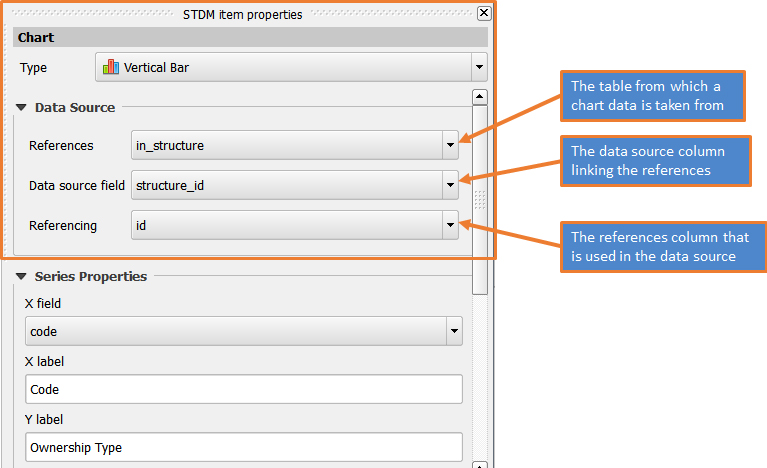 STDM item properties
Chart
Type
Vertical Bar
Data Source
References
in_structure
Data source field
structure_id
Referencing
id
The table from which a
chart data is taken from
The data source column
linking the references
The references column that
is used in the data source
Series Properties
X field
code
X label
Code
Y label
Ownership Type